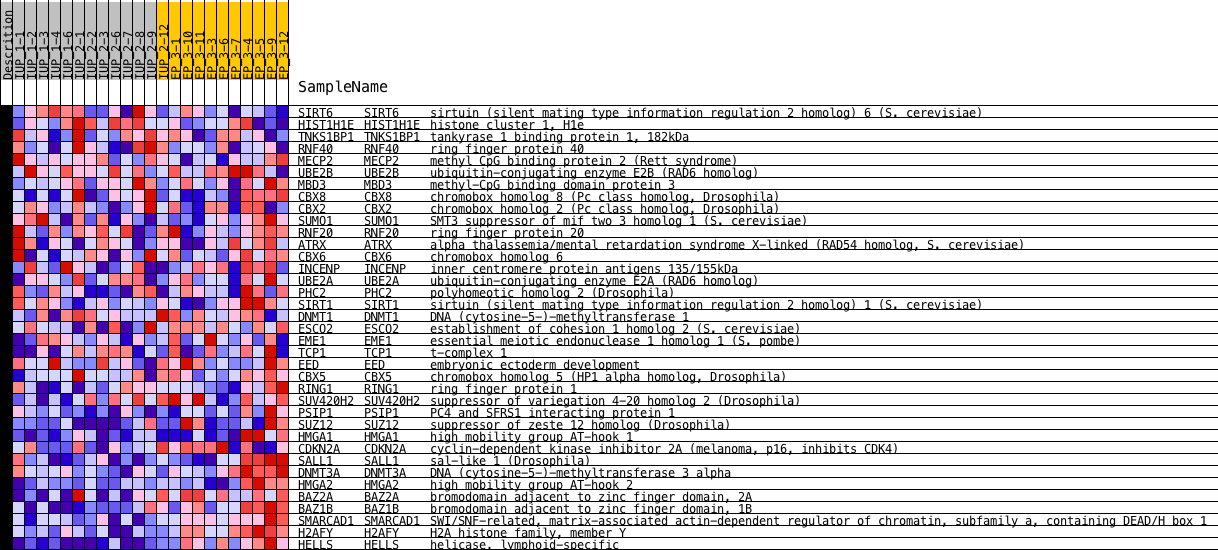 Descrition
IUP_1-1
IUP_1-2
IUP_1-3
IUP_1-4
IUP_1-6
IUP_2-1
IUP_2-2
IUP_2-3
IUP_2-6
IUP_2-7
IUP_2-8
IUP_2-9
IUP_2-12
EP_3-1
EP_3-10
EP_3-11
EP_3-3
EP_3-6
EP_3-7
EP_3-4
EP_3-5
EP_3-9
EP_3-12
SampleName
SIRT6 SIRT6 sirtuin (silent mating type information regulation 2 homolog) 6 (S. cerevisiae)
HIST1H1E HIST1H1E histone cluster 1, H1e
TNKS1BP1 TNKS1BP1 tankyrase 1 binding protein 1, 182kDa
RNF40 RNF40 ring finger protein 40
MECP2 MECP2 methyl CpG binding protein 2 (Rett syndrome)
UBE2B UBE2B ubiquitin-conjugating enzyme E2B (RAD6 homolog)
MBD3 MBD3 methyl-CpG binding domain protein 3
CBX8 CBX8 chromobox homolog 8 (Pc class homolog, Drosophila)
CBX2 CBX2 chromobox homolog 2 (Pc class homolog, Drosophila)
SUMO1 SUMO1 SMT3 suppressor of mif two 3 homolog 1 (S. cerevisiae)
RNF20 RNF20 ring finger protein 20
ATRX ATRX alpha thalassemia/mental retardation syndrome X-linked (RAD54 homolog, S. cerevisiae)
CBX6 CBX6 chromobox homolog 6
INCENP INCENP inner centromere protein antigens 135/155kDa
UBE2A UBE2A ubiquitin-conjugating enzyme E2A (RAD6 homolog)
PHC2 PHC2 polyhomeotic homolog 2 (Drosophila)
SIRT1 SIRT1 sirtuin (silent mating type information regulation 2 homolog) 1 (S. cerevisiae)
DNMT1 DNMT1 DNA (cytosine-5-)-methyltransferase 1
ESCO2 ESCO2 establishment of cohesion 1 homolog 2 (S. cerevisiae)
EME1 EME1 essential meiotic endonuclease 1 homolog 1 (S. pombe)
TCP1 TCP1 t-complex 1
EED EED embryonic ectoderm development
CBX5 CBX5 chromobox homolog 5 (HP1 alpha homolog, Drosophila)
RING1 RING1 ring finger protein 1
SUV420H2 SUV420H2 suppressor of variegation 4-20 homolog 2 (Drosophila)
PSIP1 PSIP1 PC4 and SFRS1 interacting protein 1
SUZ12 SUZ12 suppressor of zeste 12 homolog (Drosophila)
HMGA1 HMGA1 high mobility group AT-hook 1
CDKN2A CDKN2A cyclin-dependent kinase inhibitor 2A (melanoma, p16, inhibits CDK4)
SALL1 SALL1 sal-like 1 (Drosophila)
DNMT3A DNMT3A DNA (cytosine-5-)-methyltransferase 3 alpha
HMGA2 HMGA2 high mobility group AT-hook 2
BAZ2A BAZ2A bromodomain adjacent to zinc finger domain, 2A
BAZ1B BAZ1B bromodomain adjacent to zinc finger domain, 1B
SMARCAD1 SMARCAD1 SWI/SNF-related, matrix-associated actin-dependent regulator of chromatin, subfamily a, containing DEAD/H box 1
H2AFY H2AFY H2A histone family, member Y
HELLS HELLS helicase, lymphoid-specific